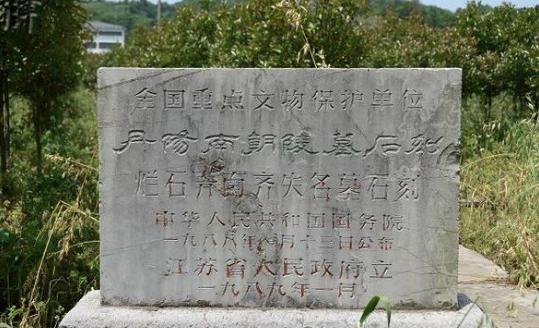 全国重点文物保护单位
丹阳南朝陵墓石刻
烂石弄南齐失名墓石刻
中华人民共和国国务院
一九八八年一月十三日公布
江苏省人民政府立
一九八九年一月